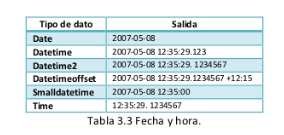 Tipo de dato Salida
Date 2007-05-08
Datetime 2007-05-08 12:35:29.123
Datetime2 2007-05-08 12:35:29. 1234567
Datetimeoffset 2007-05-08 12:35:29.1234567 +12:15
Smalldatetime 2007-05-08 12:35:00
Time 12:35:29. 1234567
Tabla 3.3 Fecha y hora.